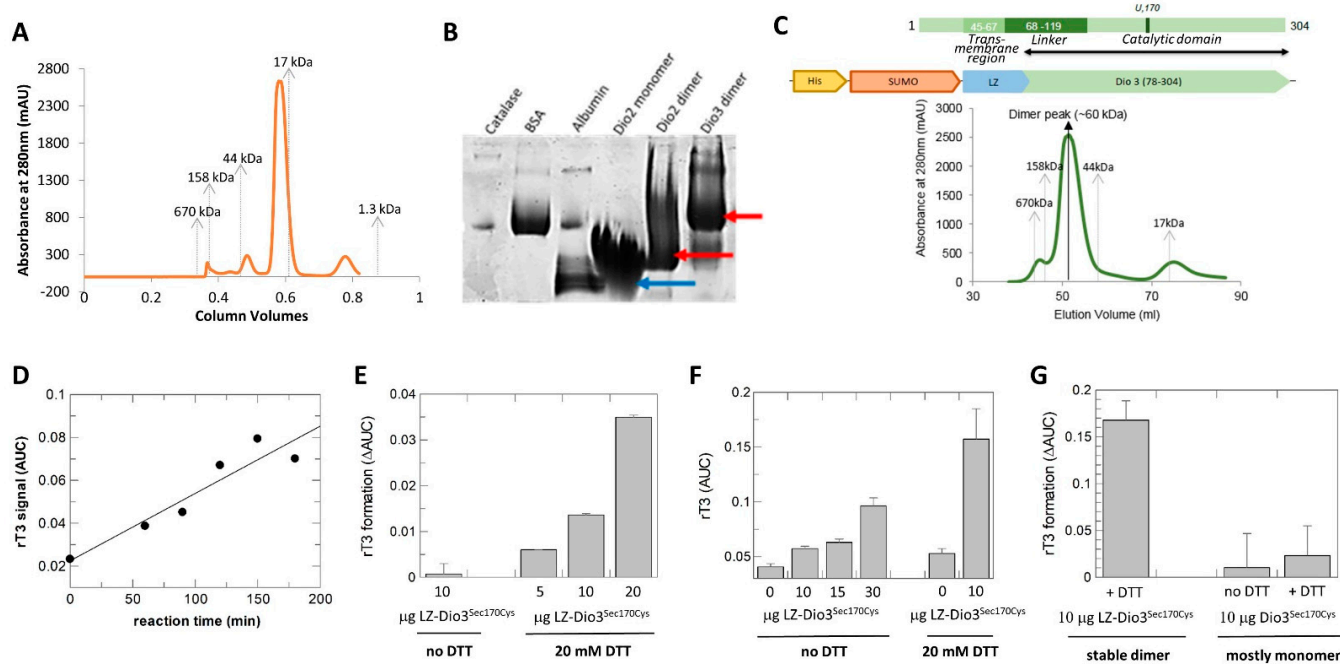 A
Absorbance at 280nm (mAU)
2800
2300
1800
1300
800
300
-200
17 kDa
44 kDa
158 kDa
670 kDa
1.3 kDa
0
0.2
0.4
0.6
0.8
1
Column Volumes
B
Catalase
BSA
Albumin
Dio2 monomer
Dio2 dimer
Dio3 dimer
C
U,170
1
45-67
68 -119
304
Trans-
membrane
region
Linker
Catalytic domain
His
SUMO
LZ
Dio 3 (78-304)
Absorbance at 280nm (mAU)
3000
2500
2000
1500
1000
500
0
Dimer peak (~60 kDa)
670kDa
158kDa
44kDa
17kDa
30
50
70
90
Elution Volume (ml)
D
rT3 signal (AUC)
0.1
0.08
0.06
0.04
0.02
0
50
100
150
200
reaction time (min)
E
rT3 formation (ΔAUC)
0.04
0.03
0.02
0.01
0
10
5
10
20
μg LZ-Dio3Sec170Cys
μg LZ-Dio3Sec170Cys
no DTT
20 mM DTT
F
rT3 (AUC)
0.2
0.15
0.1
0.05
0
10
15
30
0
10
μg LZ-Dio3Sec170Cys
μg LZ-Dio3Sec170Cys
no DTT
20 mM DTT
G
rT3 formation (ΔAUC)
0.2
0.15
0.1
0.05
0
+ DTT
no DTT
+ DTT
10 μg LZ-Dio3Sec170Cys
10 μg Dio3Sec170Cys
stable dimer
mostly monomer